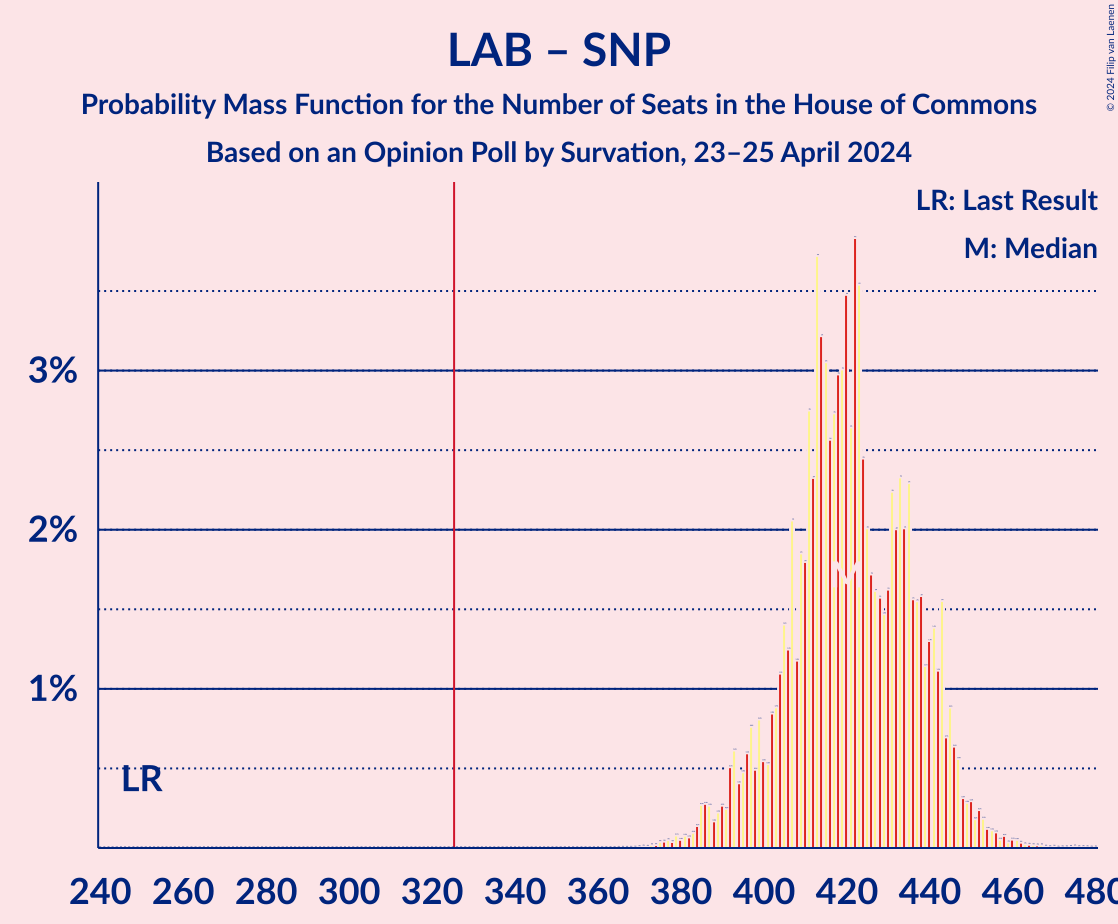 LAB – SNP
Probability Mass Function for the Number of Seats in the House of Commons
Based on an Opinion Poll by Survation, 23–25 April 2024
© 2024 Filip van Laenen
LR: Last Result
M: Median
3%
2%
1%
M
LR
240 260 280 300 320 340 360 380 400 420 440 460 480